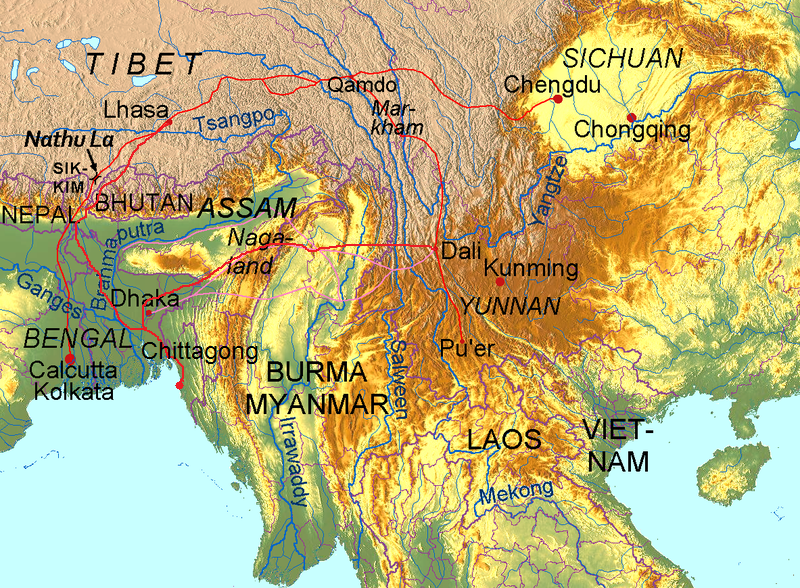 TIBET
SICHUAN
Qamdo
Chengdu
Lhasa
Mar-
kham
Tsangpo
Chongqing
Nathu La
SIK-
KIM
Yangtze
BHUTAN
ASSAM
NEPAL
Brahma
putra
Naga-
land
Dali
Kunming
Ganges
Dhaka
YUNNAN
BENGAL
Chittagong
Pu'er
Calcutta
Kolkata
BURMA
MYANMAR
Salween
Irrawaddy
LAOS
VIET-
NAM
Mekong